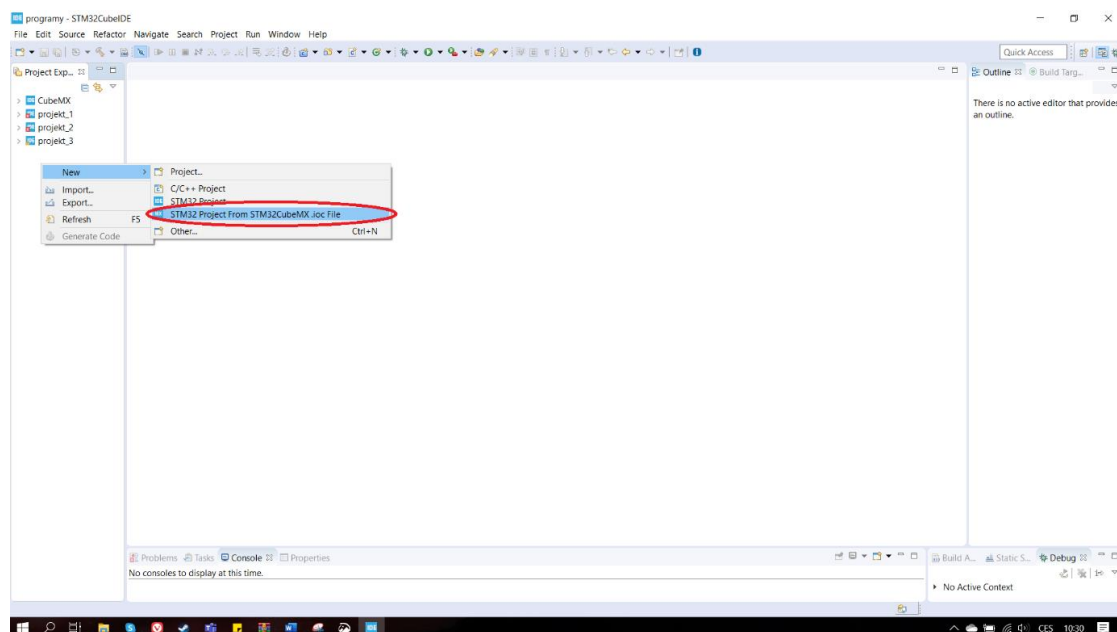 programy - STM32CubeIDE
File Edit Source Refactor Navigate Search Project Run Window Help
Quick Access
Project Exp...
CubeMX
projekt_1
projekt_2
projekt_3
New
Import...
Export...
Refresh F5
Generate Code
Project...
C/C++ Project
STM32 Project
STM32 Project From STM32CubeMX .ioc File
Other... Ctrl+N
Outline Build Targ...
There is no active editor that provides
an outline.
Problems Tasks Console Properties
No consoles to display at this time.
Build A... Static S... Debug
No Active Context
CES 10:30